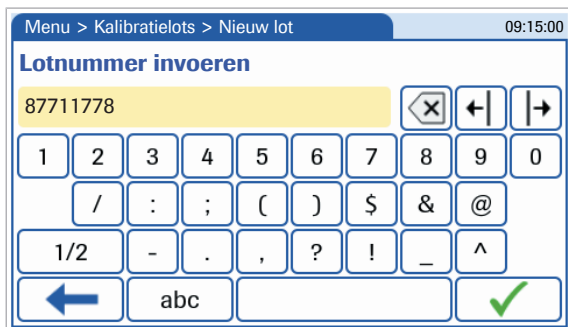 Menu > Kalibratielots > Nieuw lot 09:15:00
Lotnummer invoeren
87711778
1 2 3 4 5 6 7 8 9 0
/ : ; ( ) $ & @
1/2 - . , ? ! _ ^
abc